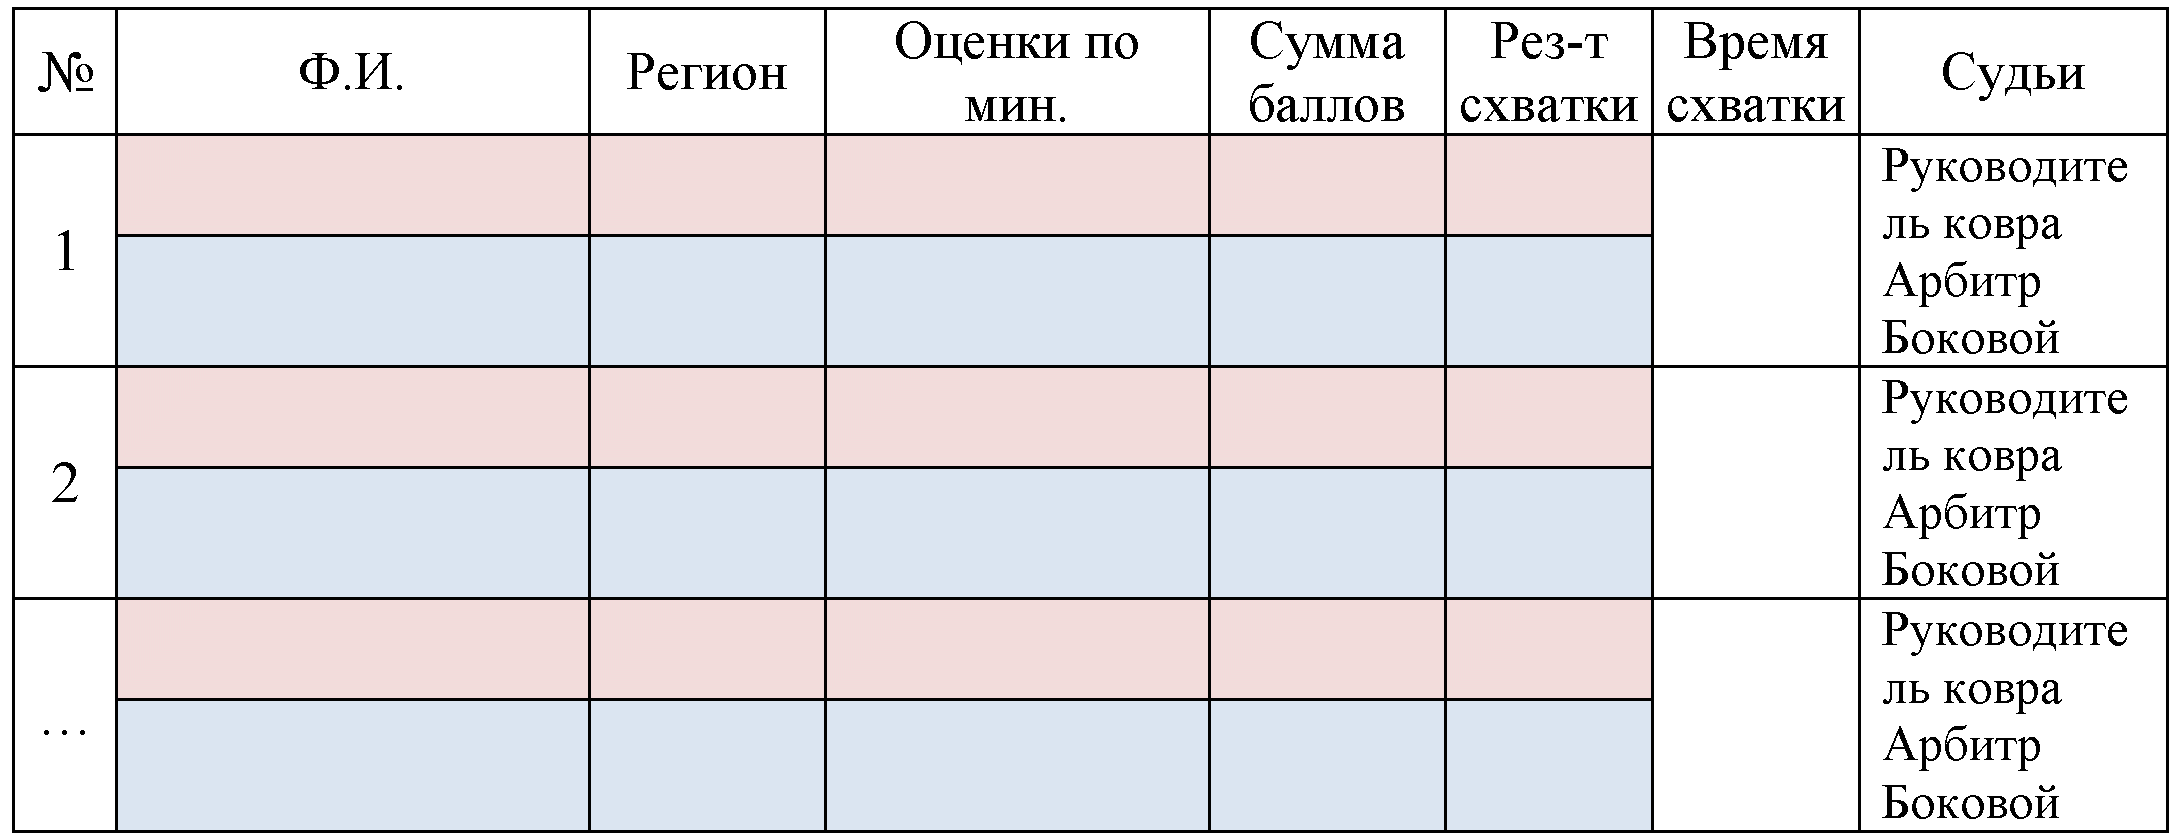 № Ф.И. Регион Оценки по мин. Сумма баллов Рез-т схватки Время схватки Судьи
1
Руководите
ль ковра
Арбитр
Боковой
2
Руководите
ль ковра
Арбитр
Боковой
...
Руководите
ль ковра
Арбитр
Боковой